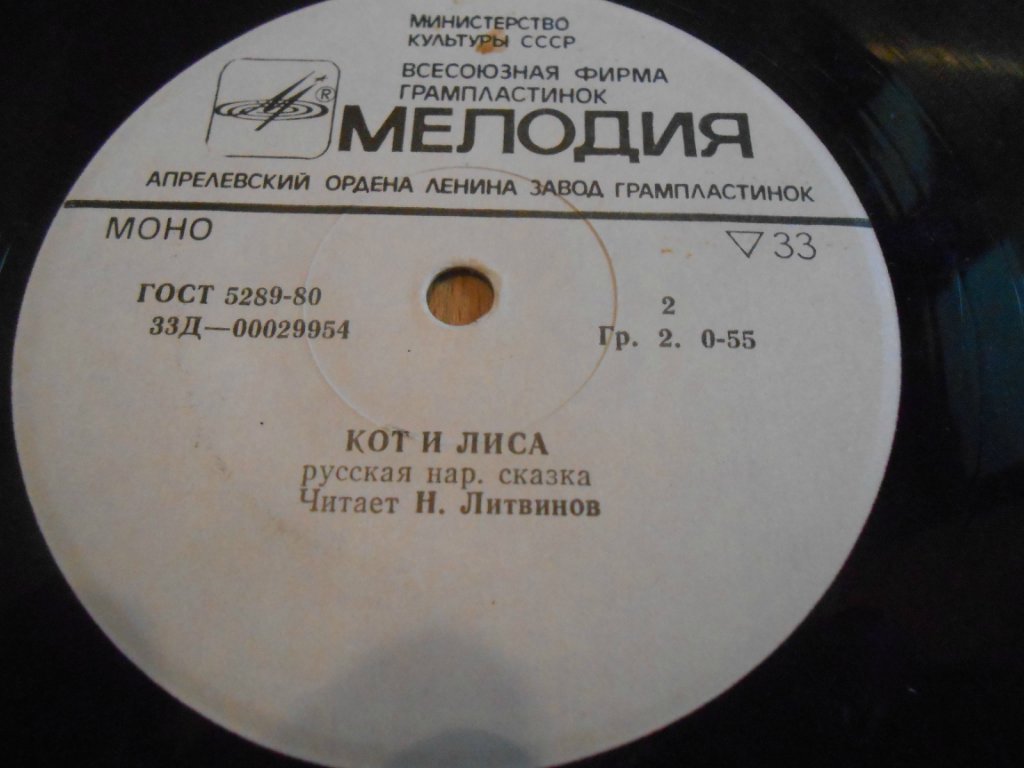 МИНИСТЕРСТВО
КУЛЬТУРЫ СССР
ВСЕСОЮЗНАЯ ФИРМА
ГРАМПЛАСТИНОК
®
МЕЛОДИЯ
АПРЕЛЕВСКИЙ ОРДЕНА ЛЕНИНА ЗАВОД ГРАМПЛАСТИНОК
МОНО
▽33
ГОСТ 5289-80
33Д—00029954
2
Гр. 2. 0-55
КОТ И ЛИСА
русская нар. сказка
Читает Н. Литвинов